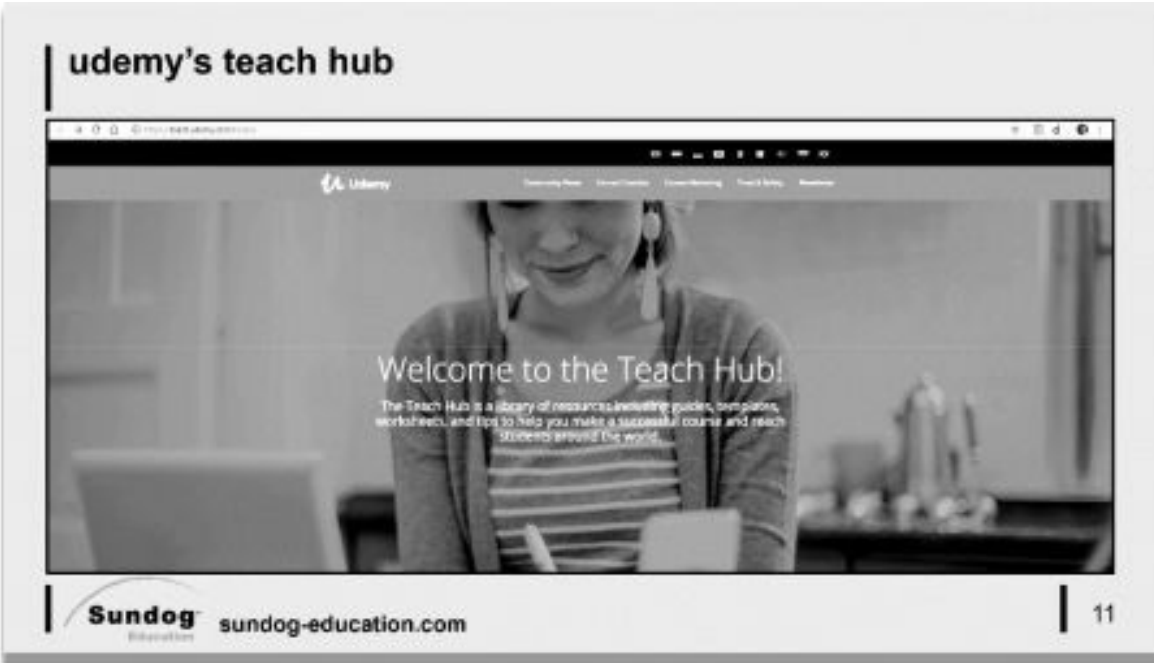 udemy's teach hub
Udemy
Welcome to the Teach Hub!
The Teach Hub is a library of resources including guides, templates,
worksheets, and tips to help you make a successful course and reach
students around the world.
Sundog
Education
sundog-education.com
11